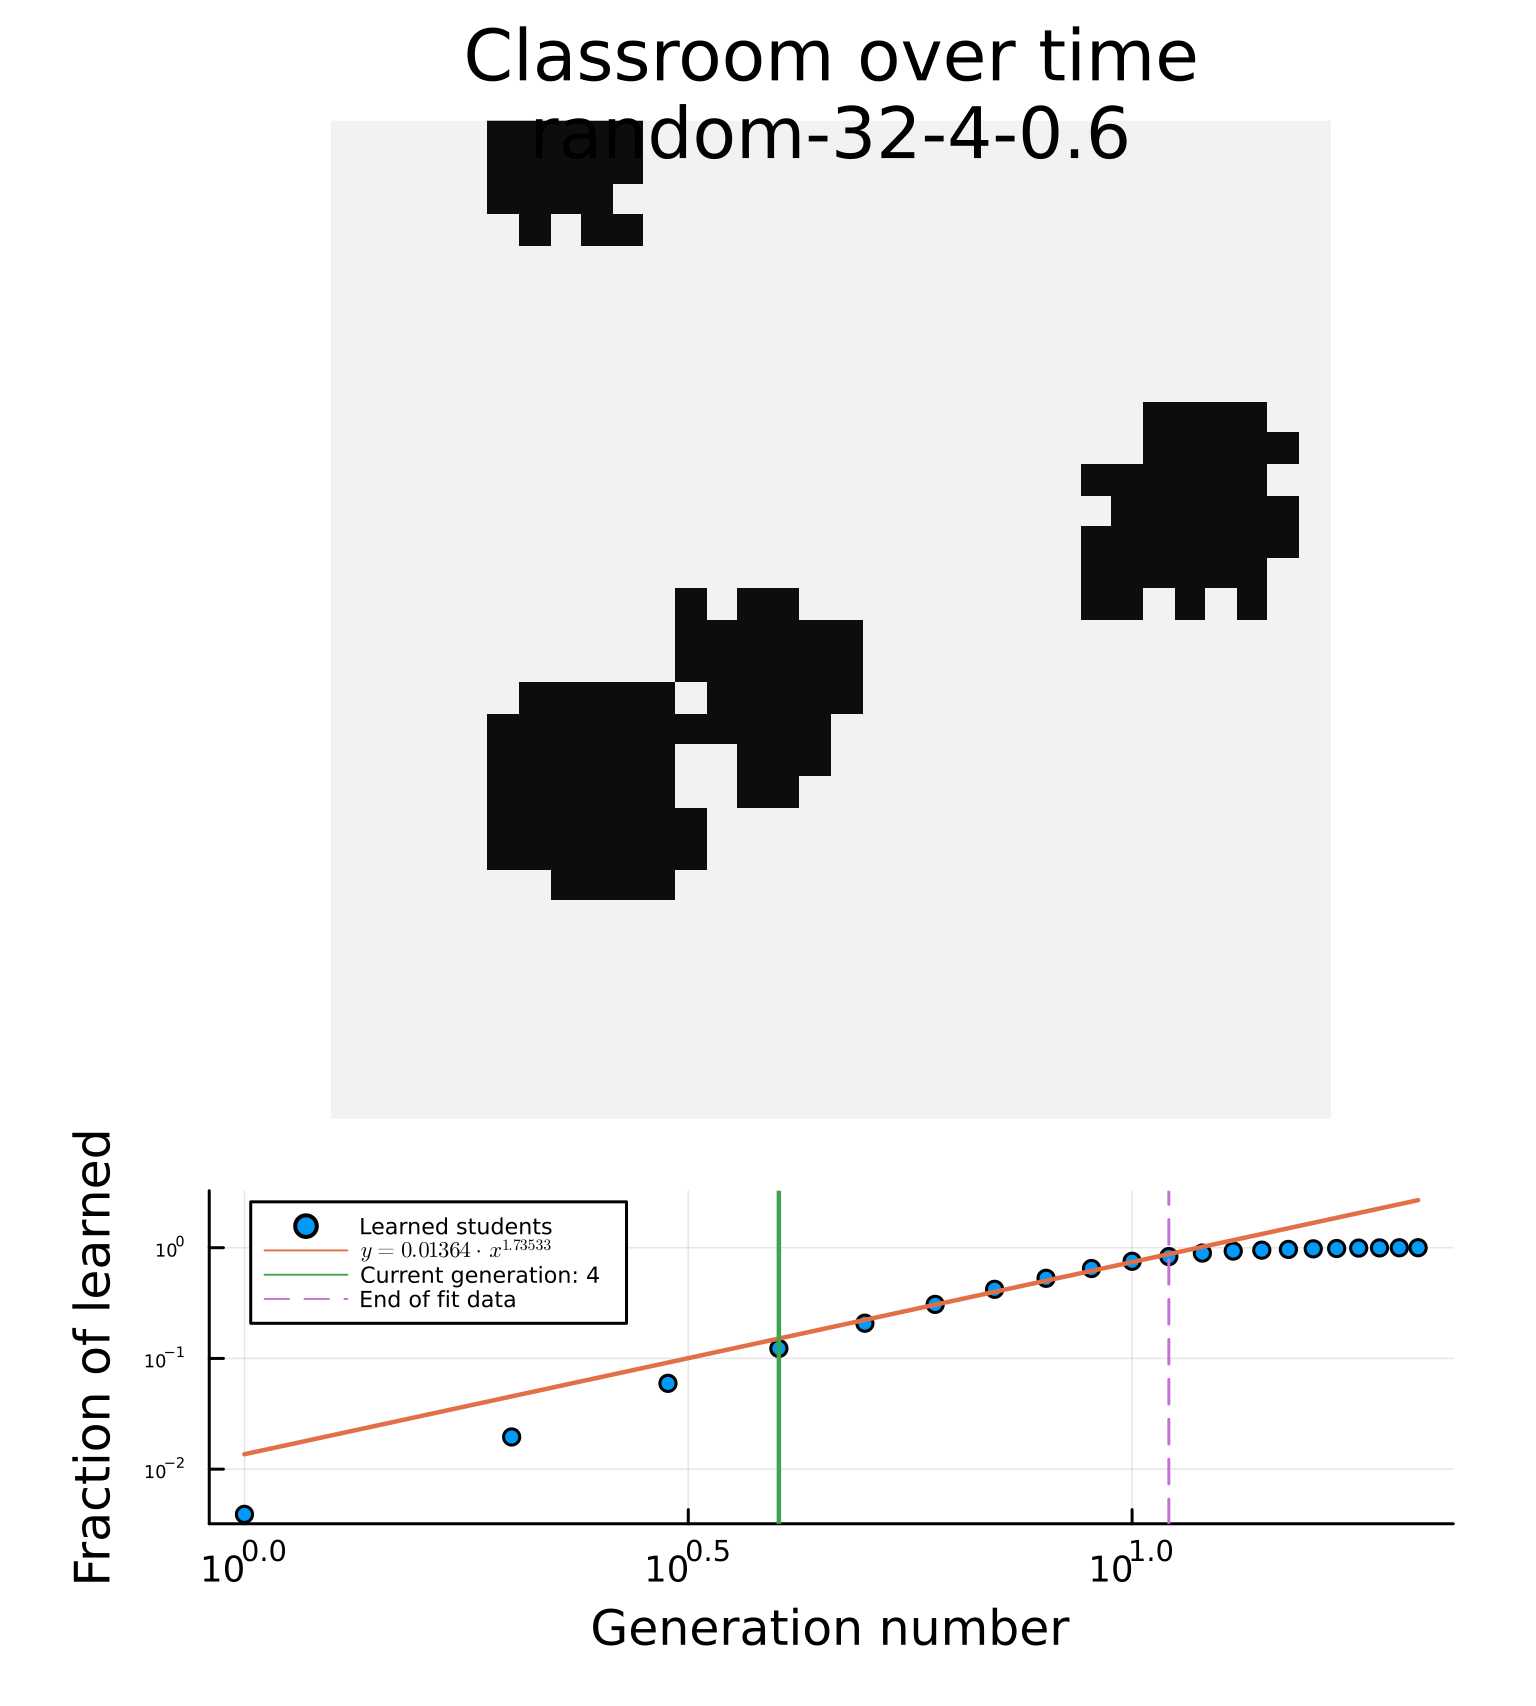 Classroom over time
random-32-4-0.6
Fraction of learned
10⁰
10⁻¹
10⁻²
Learned students
y = 0.01364 · x^1.73533
Current generation: 4
End of fit data
10^0.0
10^0.5
10^1.0
Generation number